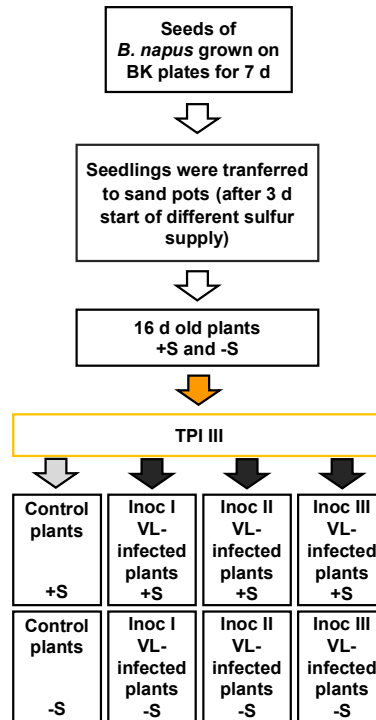 Seeds of
B. napus grown on
BK plates for 7 d
Seedlings were tranferred
to sand pots (after 3 d
start of different sulfur
supply)
16 d old plants
+S and -S
TPI III
Control
plants
+S
Inoc I
VL-
infected
plants
+S
Inoc II
VL-
infected
plants
+S
Inoc III
VL-
infected
plants
+S
Control
plants
-S
Inoc I
VL-
infected
plants
-S
Inoc II
VL-
infected
plants
-S
Inoc III
VL-
infected
plants
-S